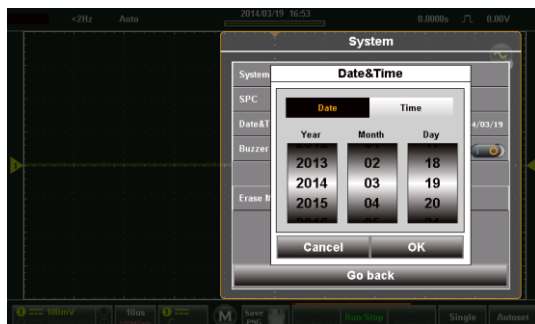 <2Hz Auto 2014/03/19 16:53 0.0000s 0.00V
System
System
Date&Time
SPC
Date Time
Date&T 4/03/19
Year Month Day
Buzzer
2013 02 18
2014 03 19
Erase M
2015 04 20
Cancel OK
Go back
100mV 10us M Save Run/Stop Single Autoset
PNG